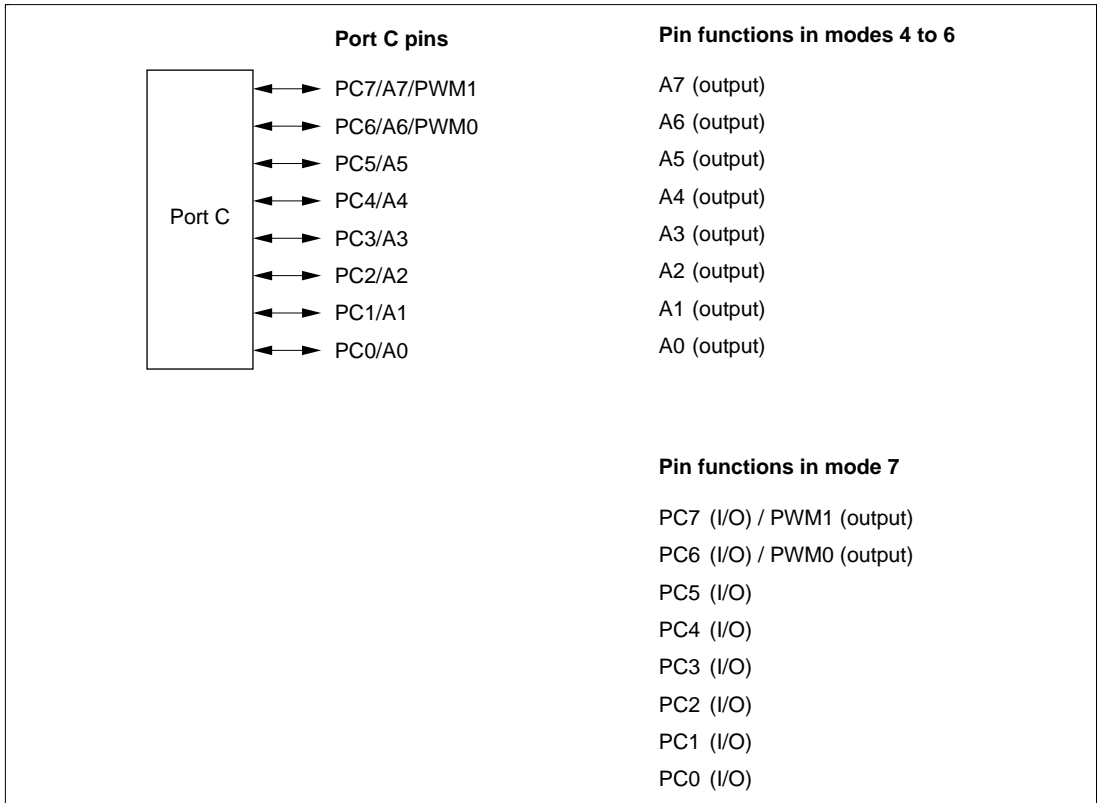 Port C pins
Pin functions in modes 4 to 6
PC7/A7/PWM1
A7 (output)
PC6/A6/PWM0
A6 (output)
PC5/A5
A5 (output)
PC4/A4
A4 (output)
Port C
PC3/A3
A3 (output)
PC2/A2
A2 (output)
PC1/A1
A1 (output)
PC0/A0
A0 (output)
Pin functions in mode 7
PC7 (I/O) / PWM1 (output)
PC6 (I/O) / PWM0 (output)
PC5 (I/O)
PC4 (I/O)
PC3 (I/O)
PC2 (I/O)
PC1 (I/O)
PC0 (I/O)